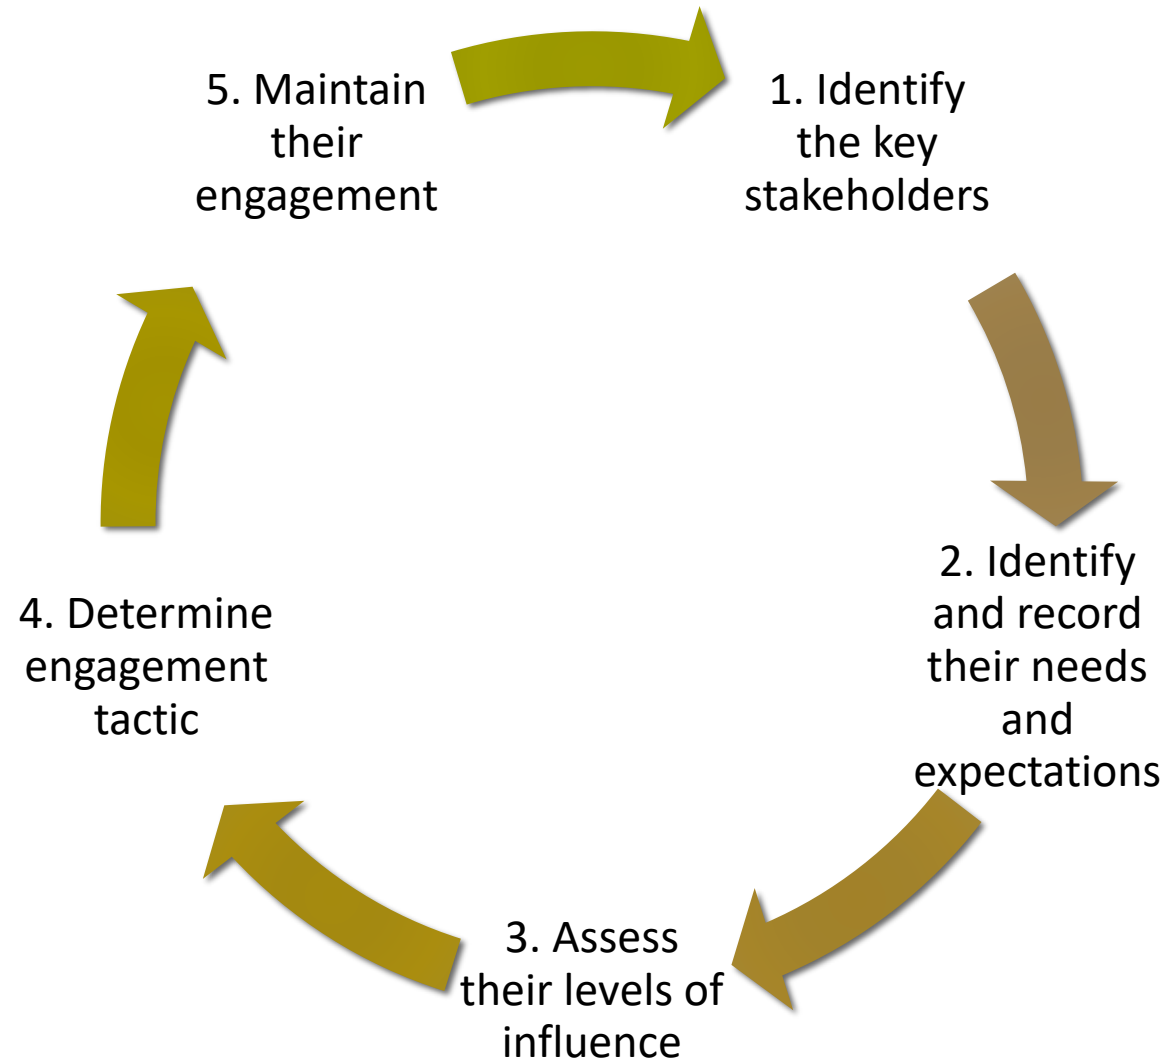 1. Identify
the key
stakeholders
2. Identify
and record
their needs
and
expectations
3. Assess
their levels of
influence
4. Determine
engagement
tactic
5. Maintain
their
engagement